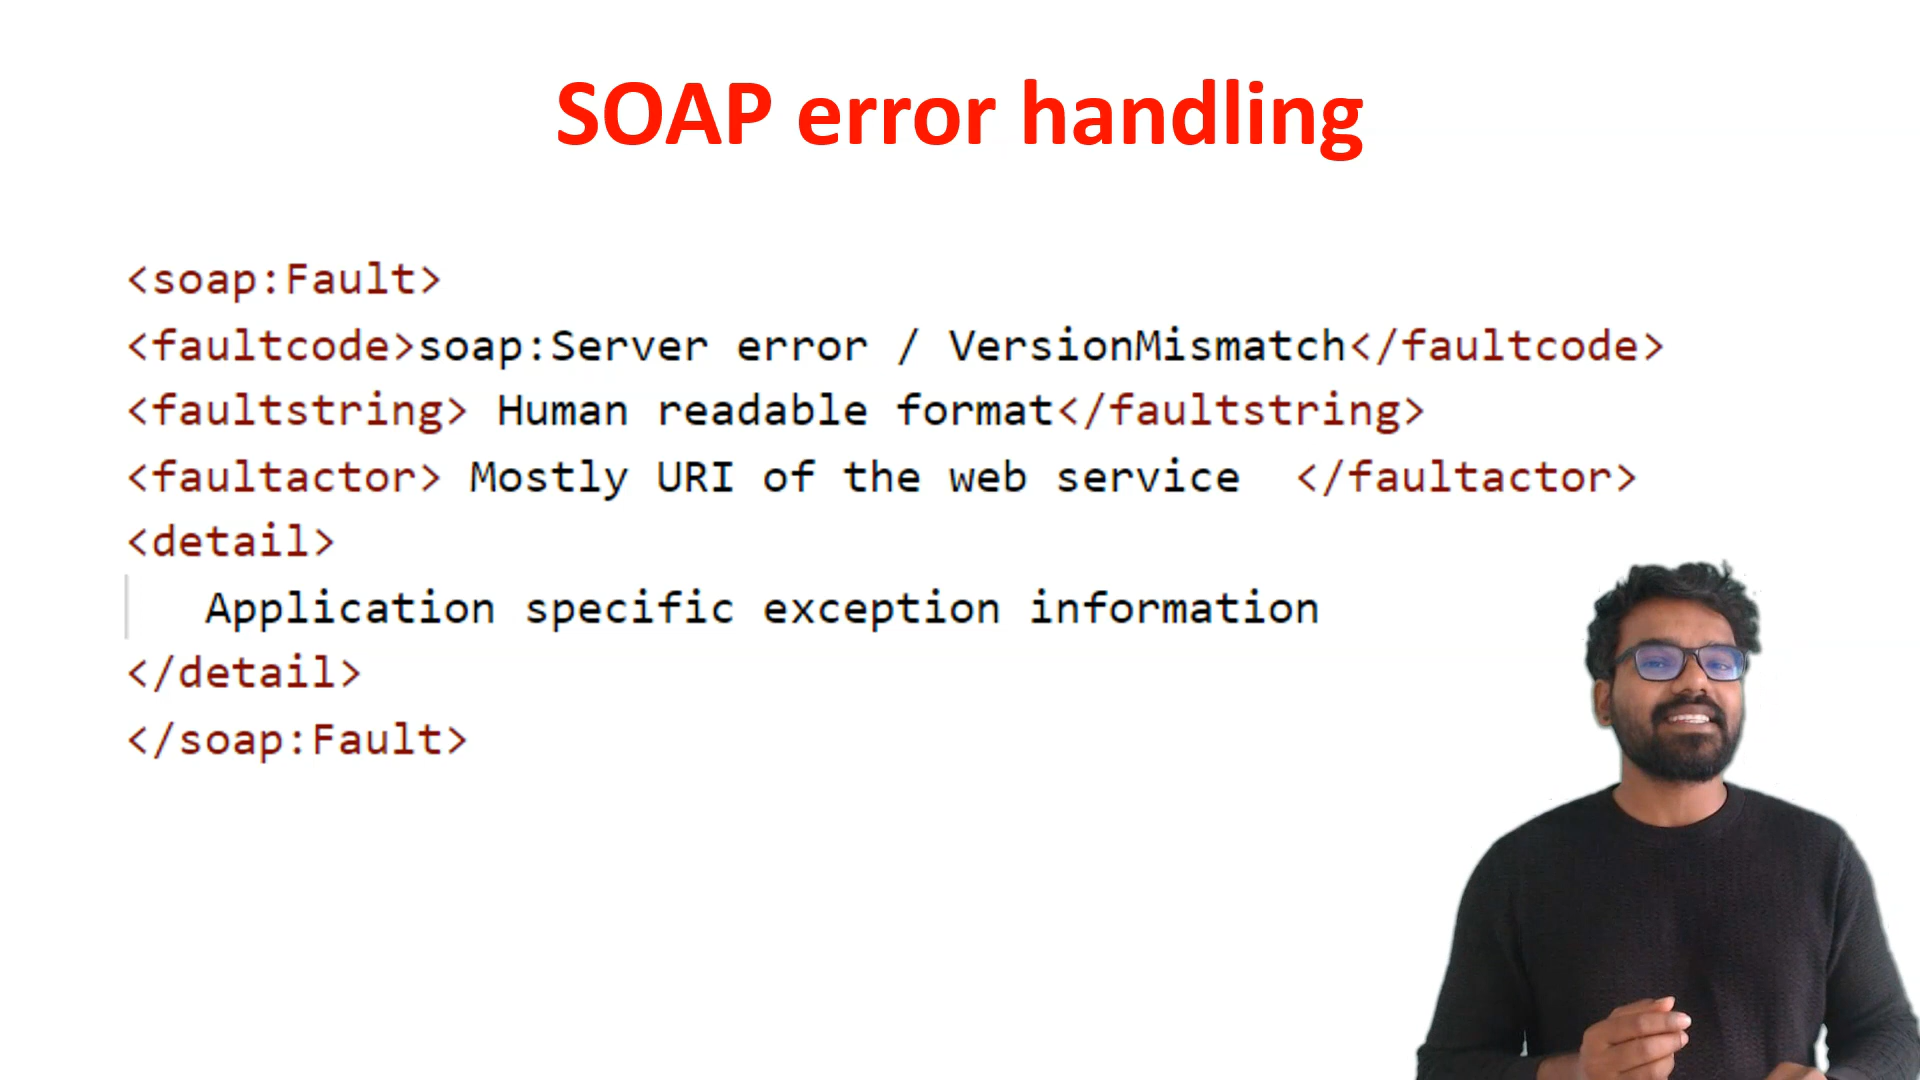 SOAP error handling
<soap:Fault>
<faultcode>soap:Server error / VersionMismatch</faultcode>
<faultstring> Human readable format</faultstring>
<faultactor> Mostly URI of the web service  </faultactor>
<detail>
Application specific exception information
</detail>
</soap:Fault>